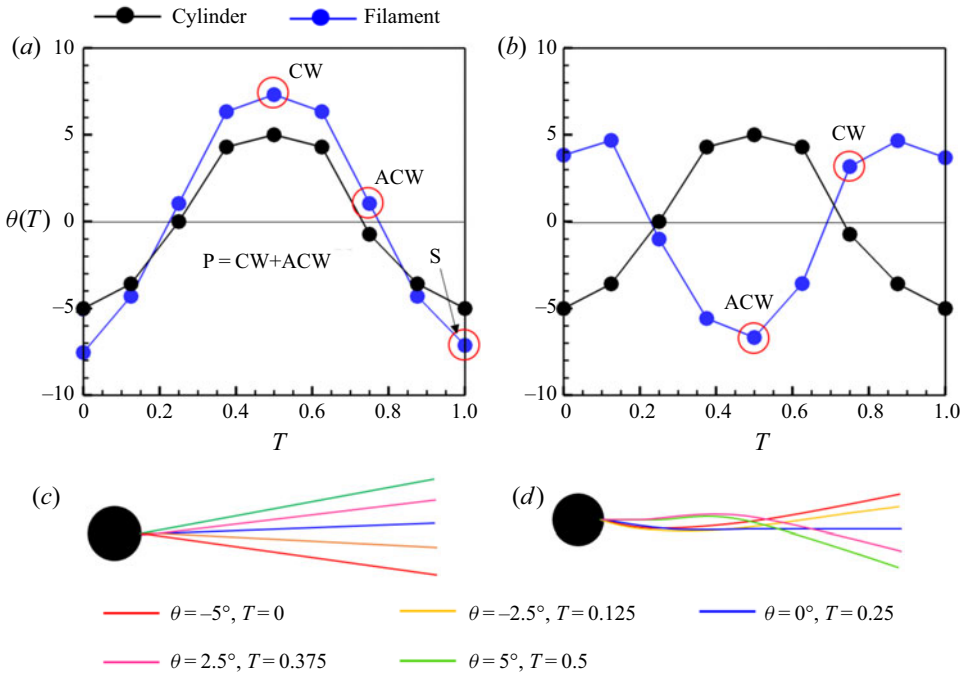 Cylinder Filament
(a) (b)
10 10
CW
5 5 CW
ACW
θ(T) 0 0
P = CW+ACW S
–5 –5
ACW
–10 –10
0 0.2 0.4 0.6 0.8 1.0 0 0.2 0.4 0.6 0.8 1.0
T T
(c) (d)
θ = –5°, T = 0 θ = –2.5°, T = 0.125 θ = 0°, T = 0.25
θ = 2.5°, T = 0.375 θ = 5°, T = 0.5